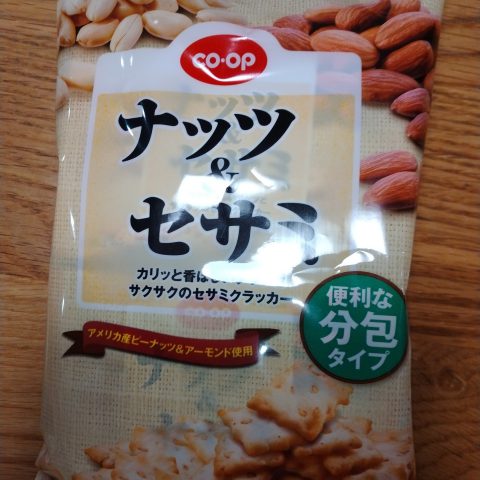 CO·OP
ナッツ
&
セサミ
カリッと香ば
サクサクのセサミクラッカー
便利な
分包
タイプ
アメリカ産ピーナッツ&アーモンド使用